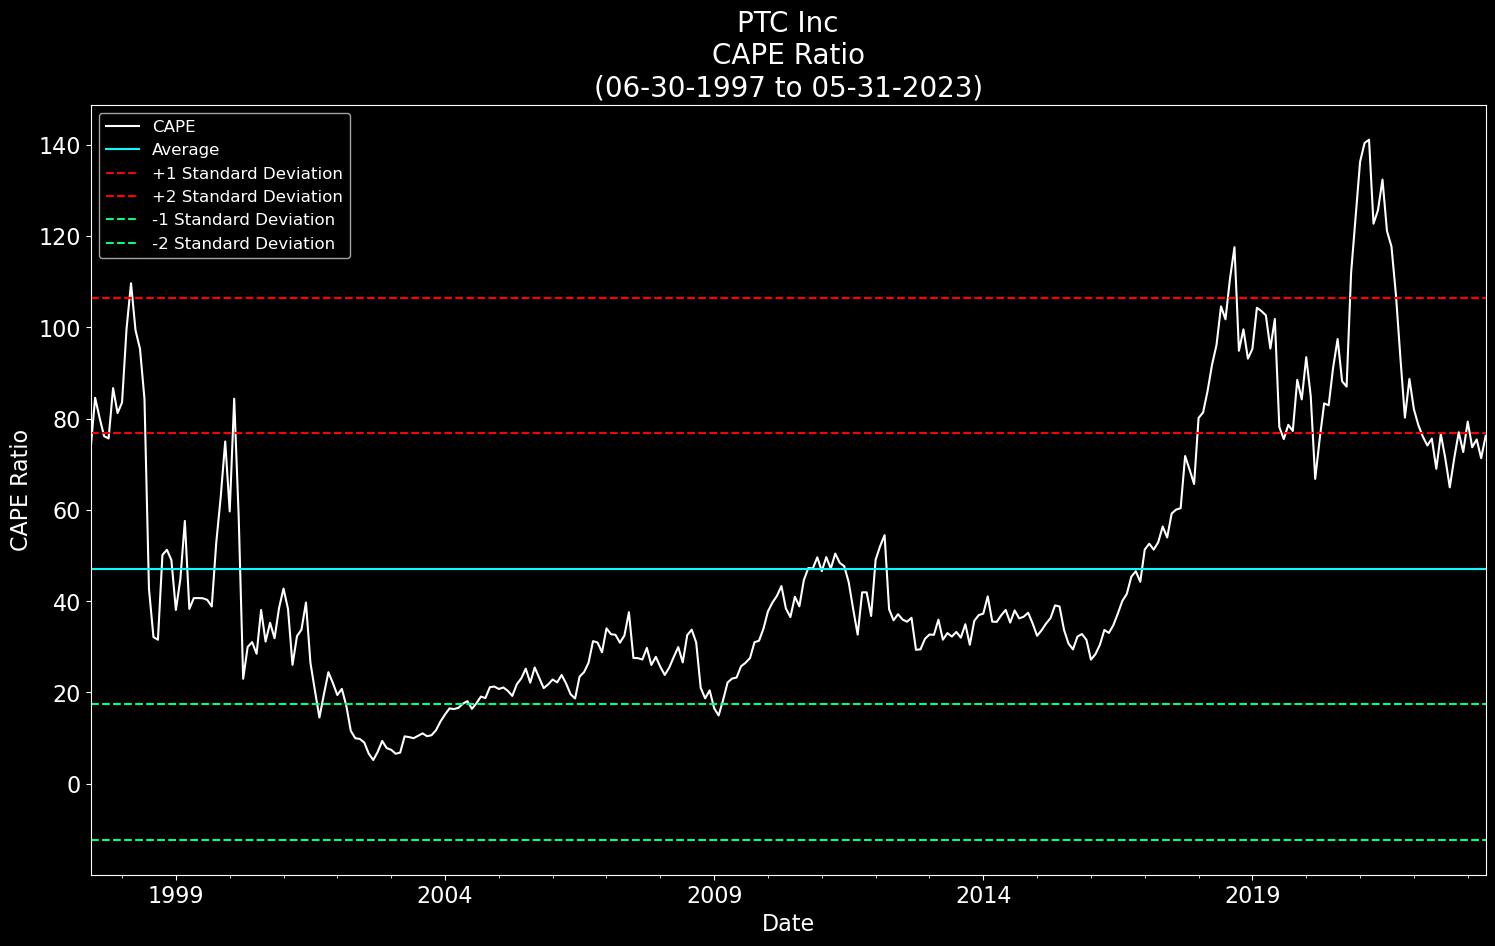 PTC Inc
CAPE Ratio
(06-30-1997 to 05-31-2023)
CAPE
Average
+1 Standard Deviation
+2 Standard Deviation
-1 Standard Deviation
-2 Standard Deviation
140
120
100
80
60
40
20
0
CAPE Ratio
1999
2004
2009
2014
2019
Date